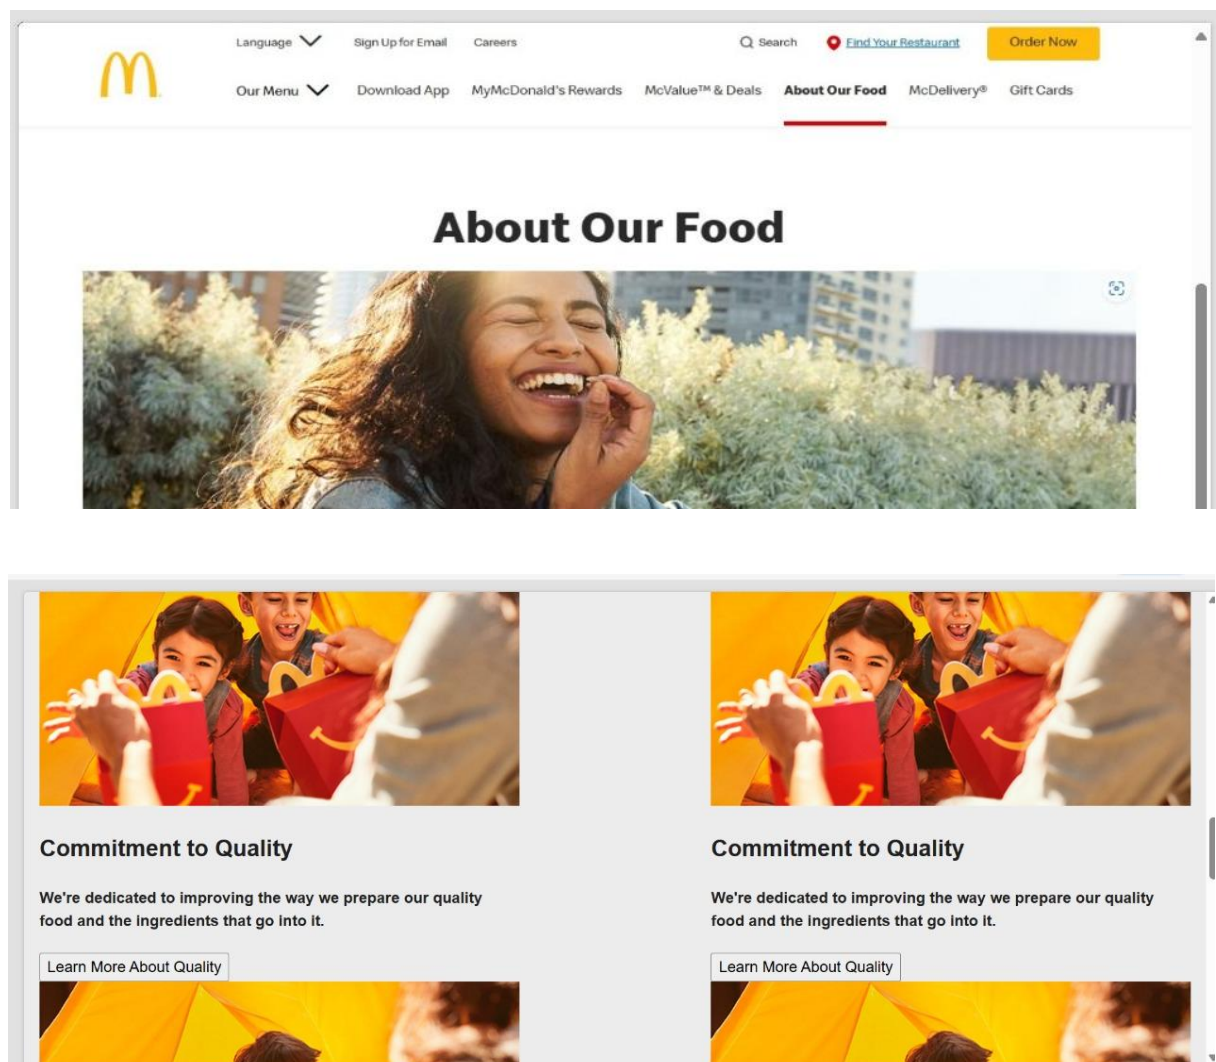 Language Sign Up for Email Careers Search Find Your Restaurant Order Now
Our Menu Download App MyMcDonald's Rewards McValue™ & Deals About Our Food McDelivery® Gift Cards
About Our Food
Commitment to Quality
We're dedicated to improving the way we prepare our quality
food and the ingredients that go into it.
Learn More About Quality
Commitment to Quality
We're dedicated to improving the way we prepare our quality
food and the ingredients that go into it.
Learn More About Quality